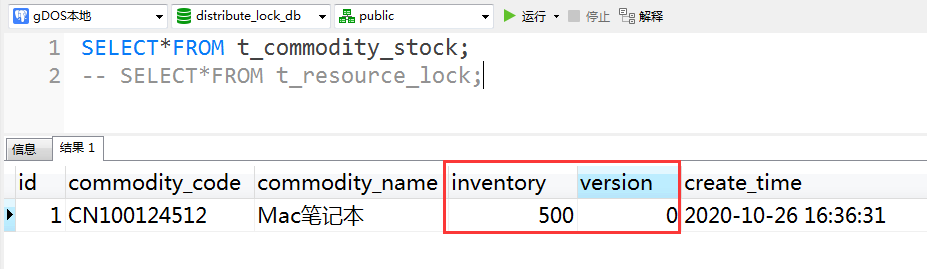 gDOS本地 distribute_lock_db public 运行 停止 解释
1 SELECT*FROM t_commodity_stock;
2 -- SELECT*FROM t_resource_lock;
信息 结果 1
id commodity_code commodity_name inventory version create_time
1 CN100124512 Mac笔记本 500 0 2020-10-26 16:36:31